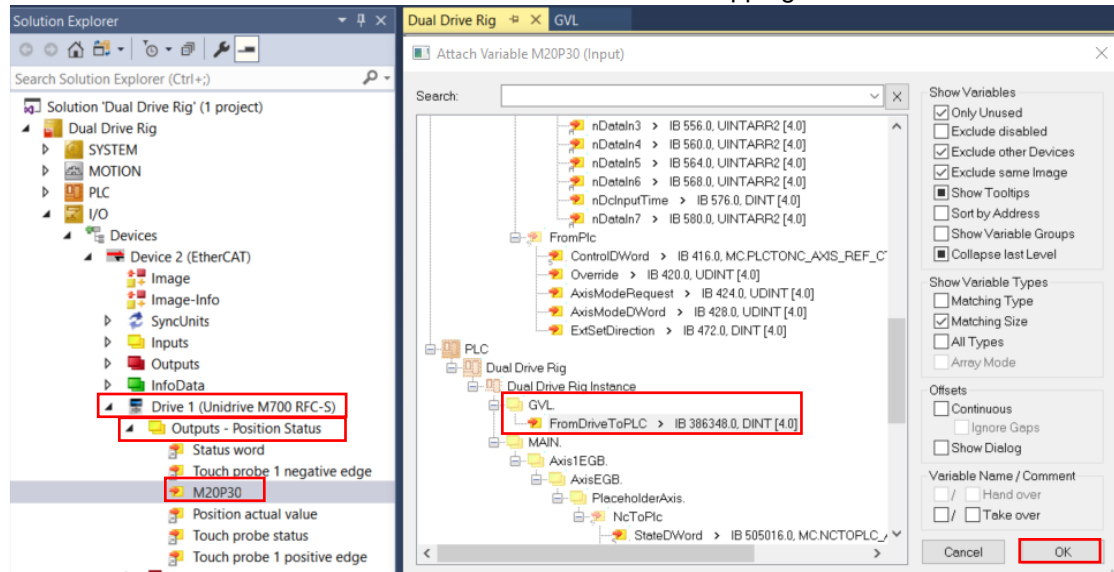 Solution Explorer
Search Solution Explorer (Ctrl+;)
Solution 'Dual Drive Rig' (1 project)
Dual Drive Rig
SYSTEM
MOTION
PLC
I/O
Devices
Device 2 (EtherCAT)
Image
Image-Info
SyncUnits
Inputs
Outputs
InfoData
Drive 1 (Unidrive M700 RFC-S)
Outputs - Position Status
Status word
Touch probe 1 negative edge
M20P30
Position actual value
Touch probe status
Touch probe 1 positive edge
Dual Drive Rig
GVL
Attach Variable M20P30 (Input)
Search:
nDataIn3 > IB 556.0, UINTARR2 [4.0]
nDataIn4 > IB 560.0, UINTARR2 [4.0]
nDataIn5 > IB 564.0, UINTARR2 [4.0]
nDataIn6 > IB 568.0, UINTARR2 [4.0]
nDcInputTime > IB 576.0, DINT [4.0]
nDataIn7 > IB 580.0, UINTARR2 [4.0]
FromPlc
ControlDWord > IB 416.0, MC.PLCTONC_AXIS_REF_C
Override > IB 420.0, UDINT [4.0]
AxisModeRequest > IB 424.0, UDINT [4.0]
AxisModeDWord > IB 428.0, UDINT [4.0]
ExtSetDirection > IB 472.0, DINT [4.0]
PLC
Dual Drive Rig
Dual Drive Rig Instance
GVL.
FromDriveToPLC > IB 386348.0, DINT [4.0]
MAIN.
Axis1EGB.
AxisEGB.
PlaceholderAxis.
NcToPlc
StateDWord > IB 505016.0, MC.NCTOPLC_
Show Variables
Only Unused
Exclude disabled
Exclude other Devices
Exclude same Image
Show Tooltips
Sort by Address
Show Variable Groups
Collapse last Level
Show Variable Types
Matching Type
Matching Size
All Types
Array Mode
Offsets
Continuous
Ignore Gaps
Show Dialog
Variable Name / Comment
/ Hand over
/ Take over
Cancel
OK